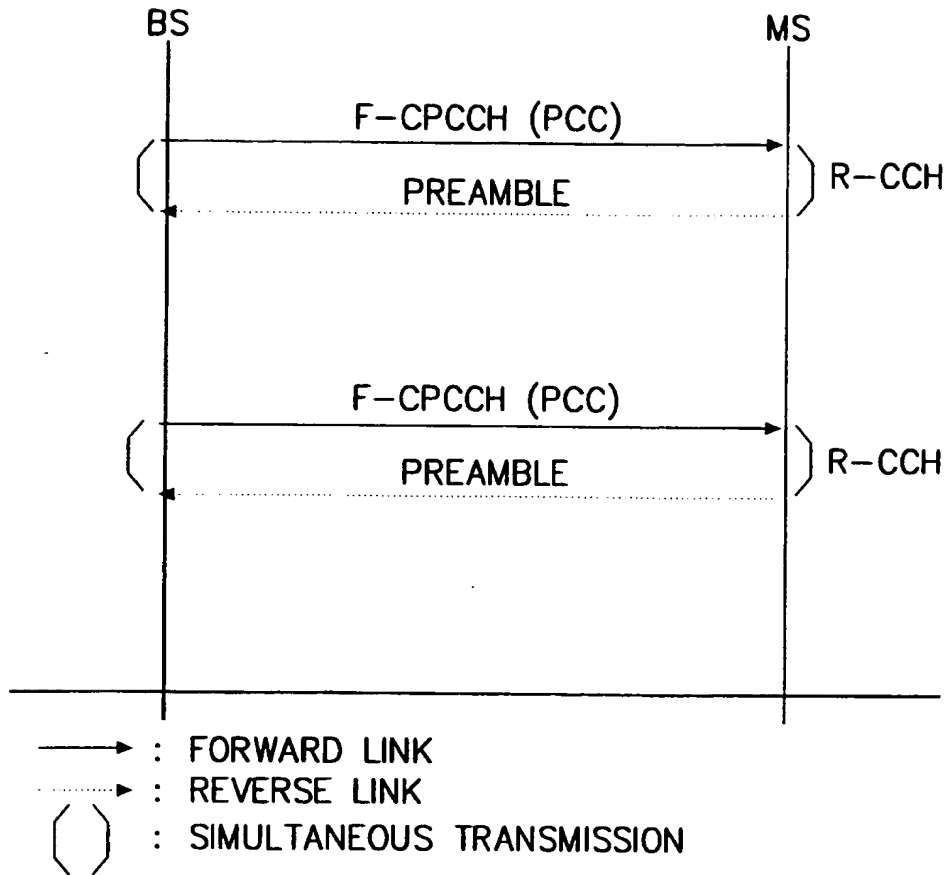 BS MS
F-CPCCH (PCC)
PREAMBLE
R-CCH
F-CPCCH (PCC)
PREAMBLE
R-CCH
: FORWARD LINK
: REVERSE LINK
( ) : SIMULTANEOUS TRANSMISSION